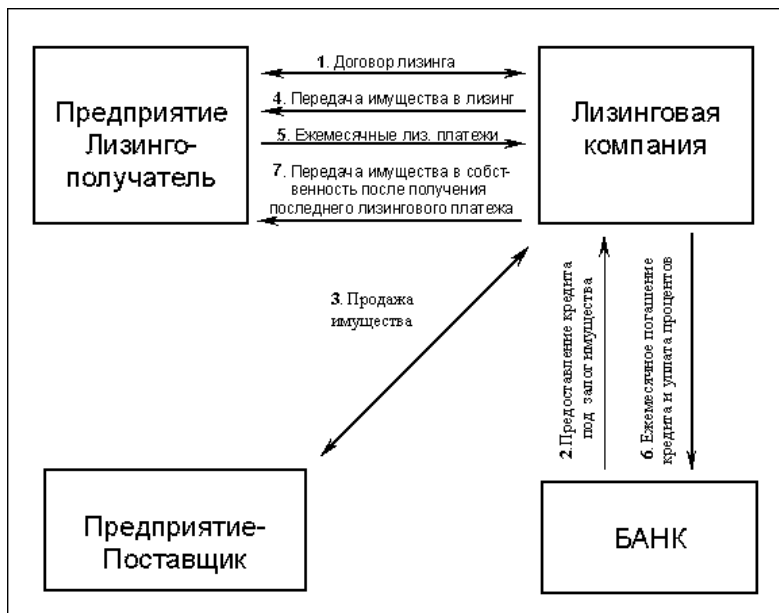 Предприятие
Лизинго-
получатель
1. Договор лизинга
4. Передача имущества в лизинг
5. Ежемесячные лиз. платежи
7. Передача имущества в собст-
венность после получения
последнего лизингового платежа
Лизинговая
компания
3. Продажа
имущества
2.Предоставление кредита
под залог имущества
6. Ежемесячное погашение
кредита и уплата процентов
Предприятие-
Поставщик
БАНК